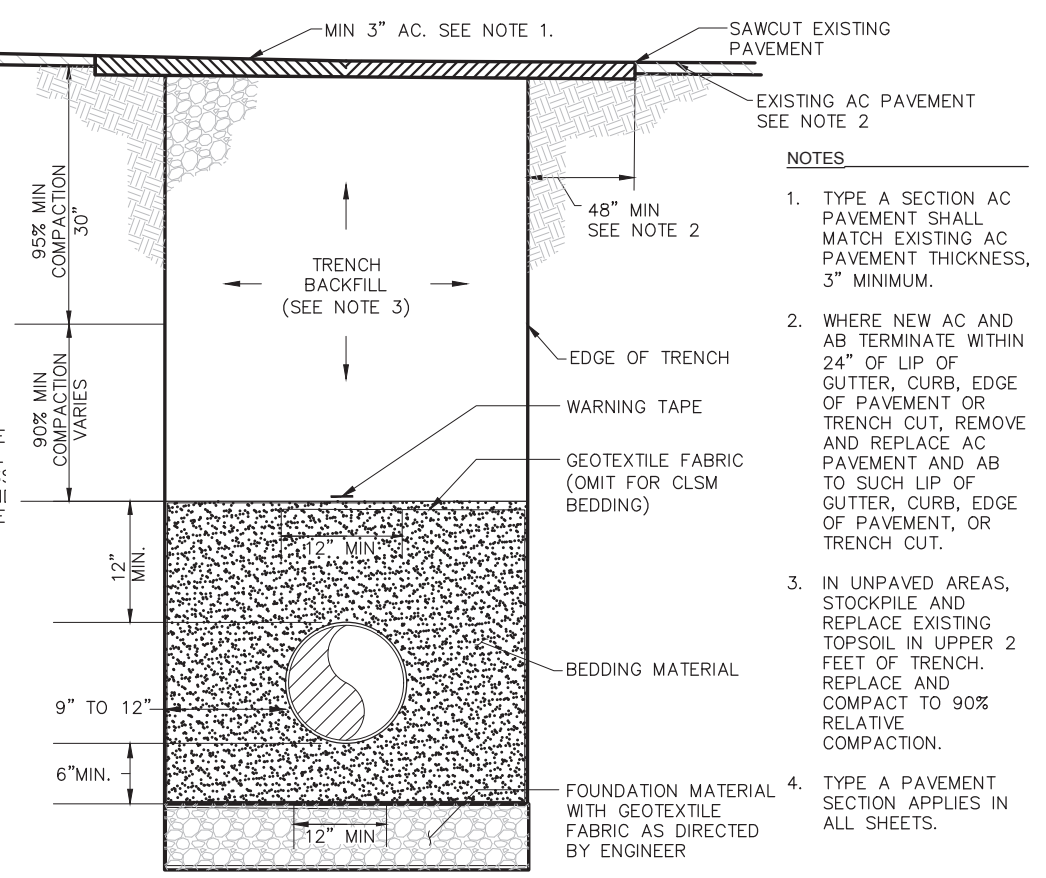 MIN 3" AC. SEE NOTE 1.
SAWCUT EXISTING
PAVEMENT
EXISTING AC PAVEMENT
SEE NOTE 2
95% MIN
COMPACTION
30"
48" MIN
SEE NOTE 2
TRENCH
BACKFILL
(SEE NOTE 3)
EDGE OF TRENCH
90% MIN
COMPACTION
VARIES
WARNING TAPE
GEOTEXTILE FABRIC
(OMIT FOR CLSM
BEDDING)
12" MIN
12"
MIN.
BEDDING MATERIAL
9" TO 12"
6"MIN.
FOUNDATION MATERIAL
WITH GEOTEXTILE
FABRIC AS DIRECTED
BY ENGINEER
12" MIN
NOTES
1. TYPE A SECTION AC
PAVEMENT SHALL
MATCH EXISTING AC
PAVEMENT THICKNESS,
3" MINIMUM.
2. WHERE NEW AC AND
AB TERMINATE WITHIN
24" OF LIP OF
GUTTER, CURB, EDGE
OF PAVEMENT OR
TRENCH CUT, REMOVE
AND REPLACE AC
PAVEMENT AND AB
TO SUCH LIP OF
GUTTER, CURB, EDGE
OF PAVEMENT, OR
TRENCH CUT.
3. IN UNPAVED AREAS,
STOCKPILE AND
REPLACE EXISTING
TOPSOIL IN UPPER 2
FEET OF TRENCH.
REPLACE AND
COMPACT TO 90%
RELATIVE
COMPACTION.
4. TYPE A PAVEMENT
SECTION APPLIES IN
ALL SHEETS.